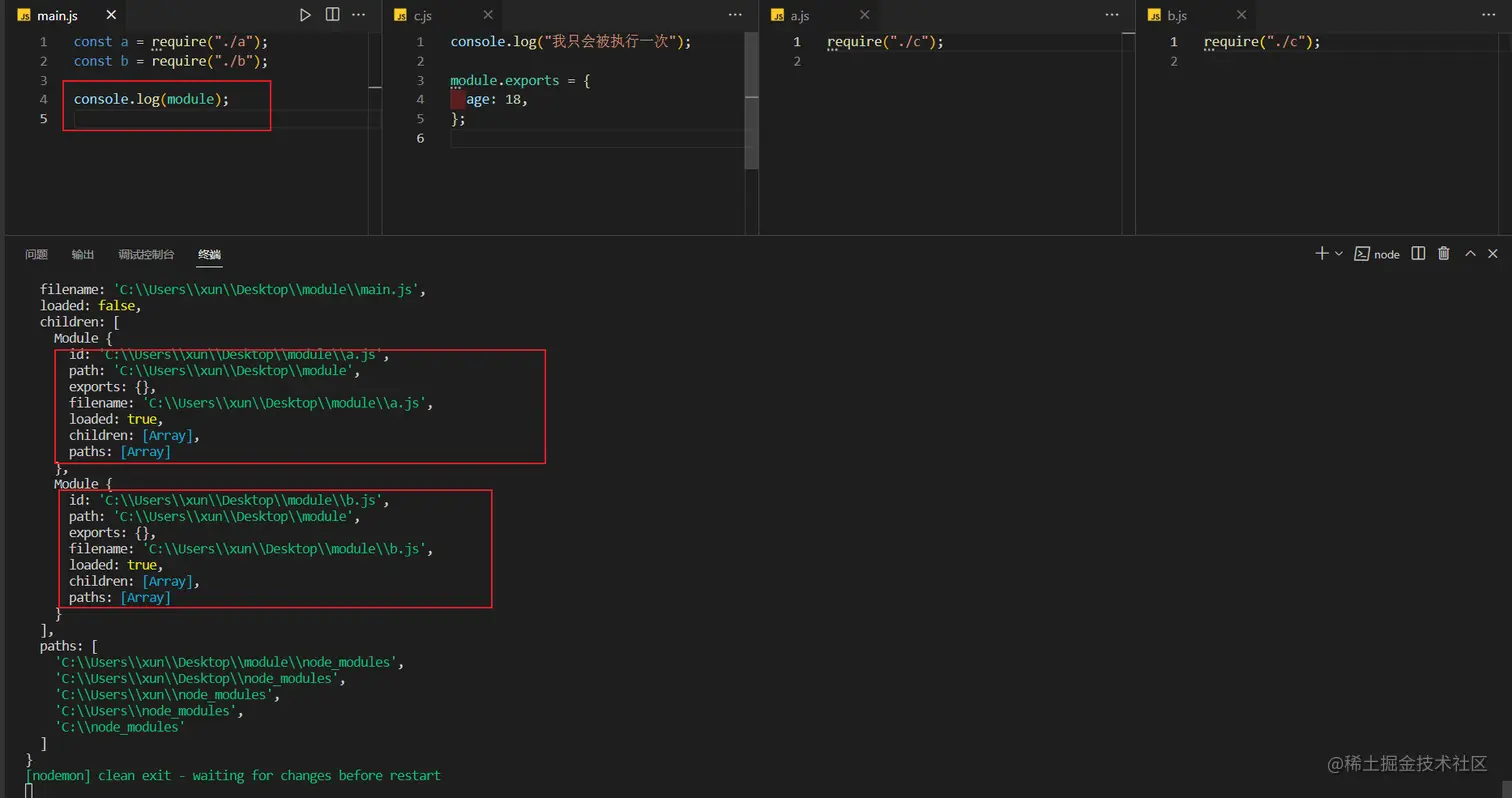 main.js
1 const a = require("./a");
2 const b = require("./b");
3
4 console.log(module);
5
c.js
1 console.log("我只会被执行一次");
2
3 module.exports = {
4 age: 18,
5 };
6
a.js
1 require("./c");
2
b.js
1 require("./c");
2
问题 输出 调试控制台 终端
node
filename: 'C:\\Users\\xun\\Desktop\\module\\main.js',
loaded: false,
children: [
Module {
id: 'C:\\Users\\xun\\Desktop\\module\\a.js',
path: 'C:\\Users\\xun\\Desktop\\module',
exports: {},
filename: 'C:\\Users\\xun\\Desktop\\module\\a.js',
loaded: true,
children: [Array],
paths: [Array]
},
Module {
id: 'C:\\Users\\xun\\Desktop\\module\\b.js',
path: 'C:\\Users\\xun\\Desktop\\module',
exports: {},
filename: 'C:\\Users\\xun\\Desktop\\module\\b.js',
loaded: true,
children: [Array],
paths: [Array]
}
],
paths: [
'C:\\Users\\xun\\Desktop\\module\\node_modules',
'C:\\Users\\xun\\Desktop\\node_modules',
'C:\\Users\\xun\\node_modules',
'C:\\Users\\node_modules',
'C:\\node_modules'
]
}
[nodemon] clean exit - waiting for changes before restart
@稀土掘金技术社区